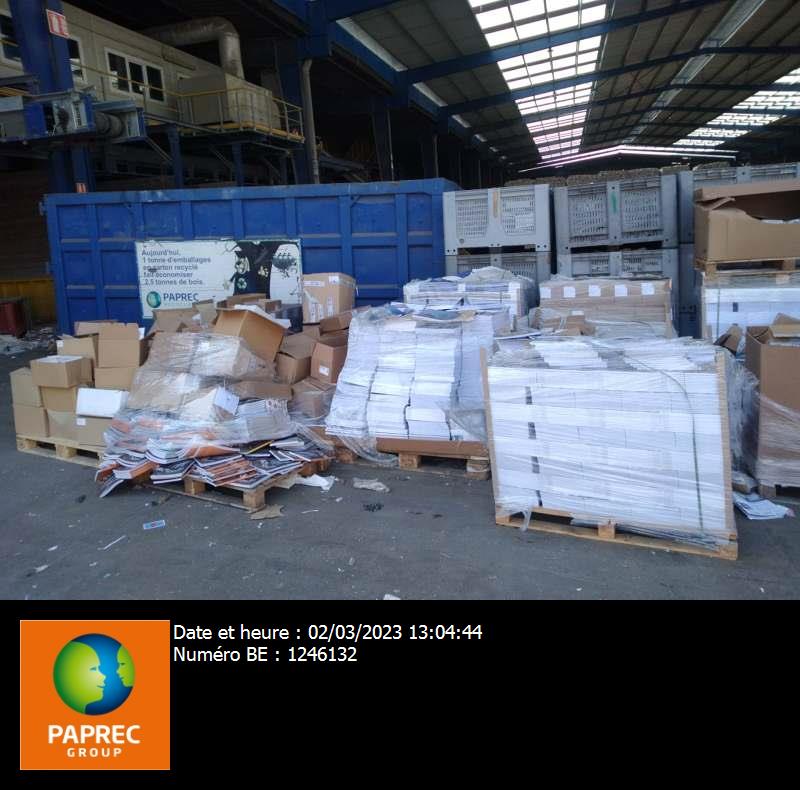 Aujourd'hui,
1 tonne d'emballages
en carton recyclé
fait économiser
2,5 tonnes de bois.
PAPREC
Date et heure : 02/03/2023 13:04:44
Numéro BE : 1246132
PAPREC
GROUP